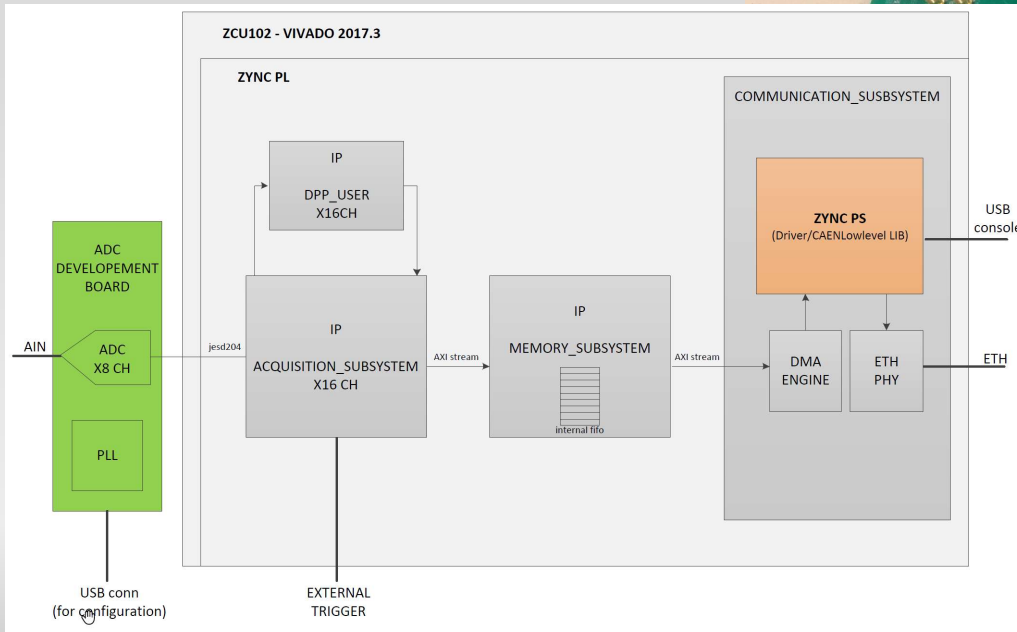 ZCU102 - VIVADO 2017.3
ZYNC PL
COMMUNICATION_SUSBSYSTEM
IP
DPP_USER
X16CH
ZYNC PS
(Driver/CAENLowlevel LIB)
USB
console
ADC
DEVELOPEMENT
BOARD
AIN
ADC
X8 CH
jesd204
IP
ACQUISITION_SUBSYSTEM
X16 CH
AXI stream
IP
MEMORY_SUBSYSTEM
internal fifo
AXI stream
DMA
ENGINE
ETH
PHY
ETH
PLL
USB conn
(for configuration)
EXTERNAL
TRIGGER